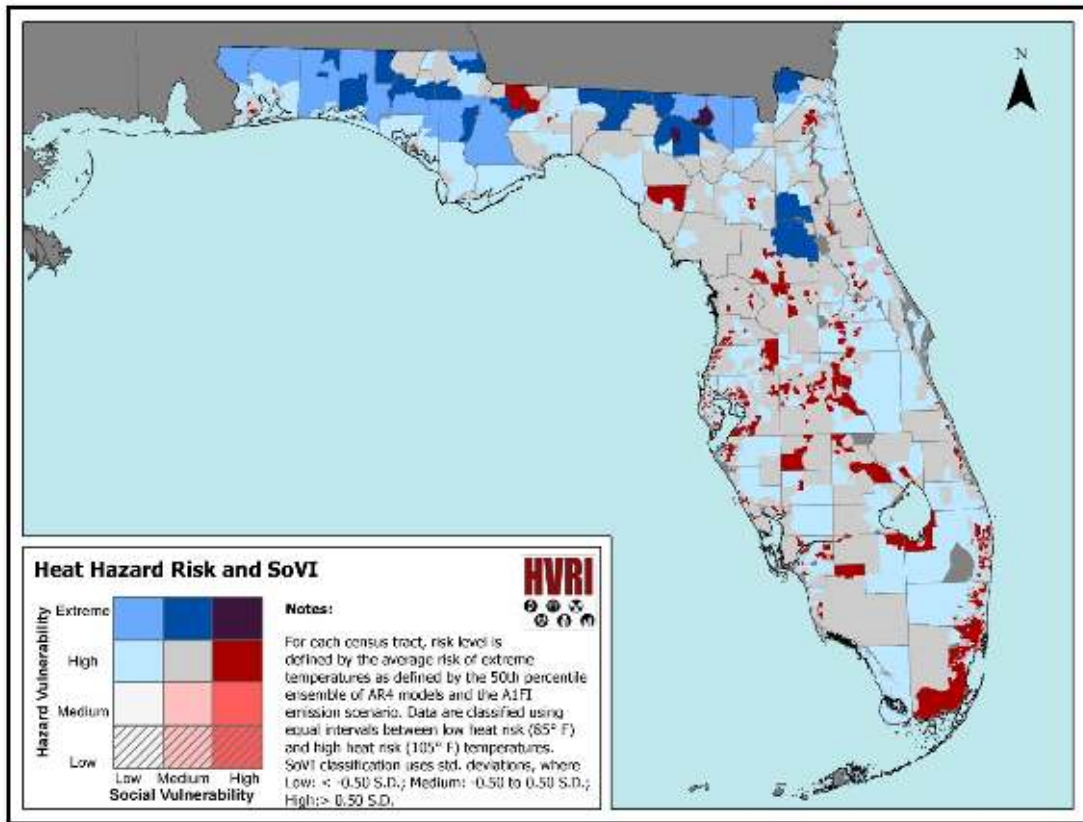 N
Heat Hazard Risk and SoVI
HVRI
Hazard Vulnerability
Extreme
High
Medium
Low
Low Medium High
Social Vulnerability
Notes:
For each census tract, risk level is
defined by the average risk of extreme
temperatures as defined by the 50th percentile
ensemble of AR4 models and the A1FI
emission scenario. Data are classified using
equal intervals between low heat risk (85° F)
and high heat risk (105° F) temperatures.
SoVI classification uses std. deviations, where
Low: < -0.50 S.D.; Medium: -0.50 to 0.50 S.D.;
High:> 0.50 S.D.